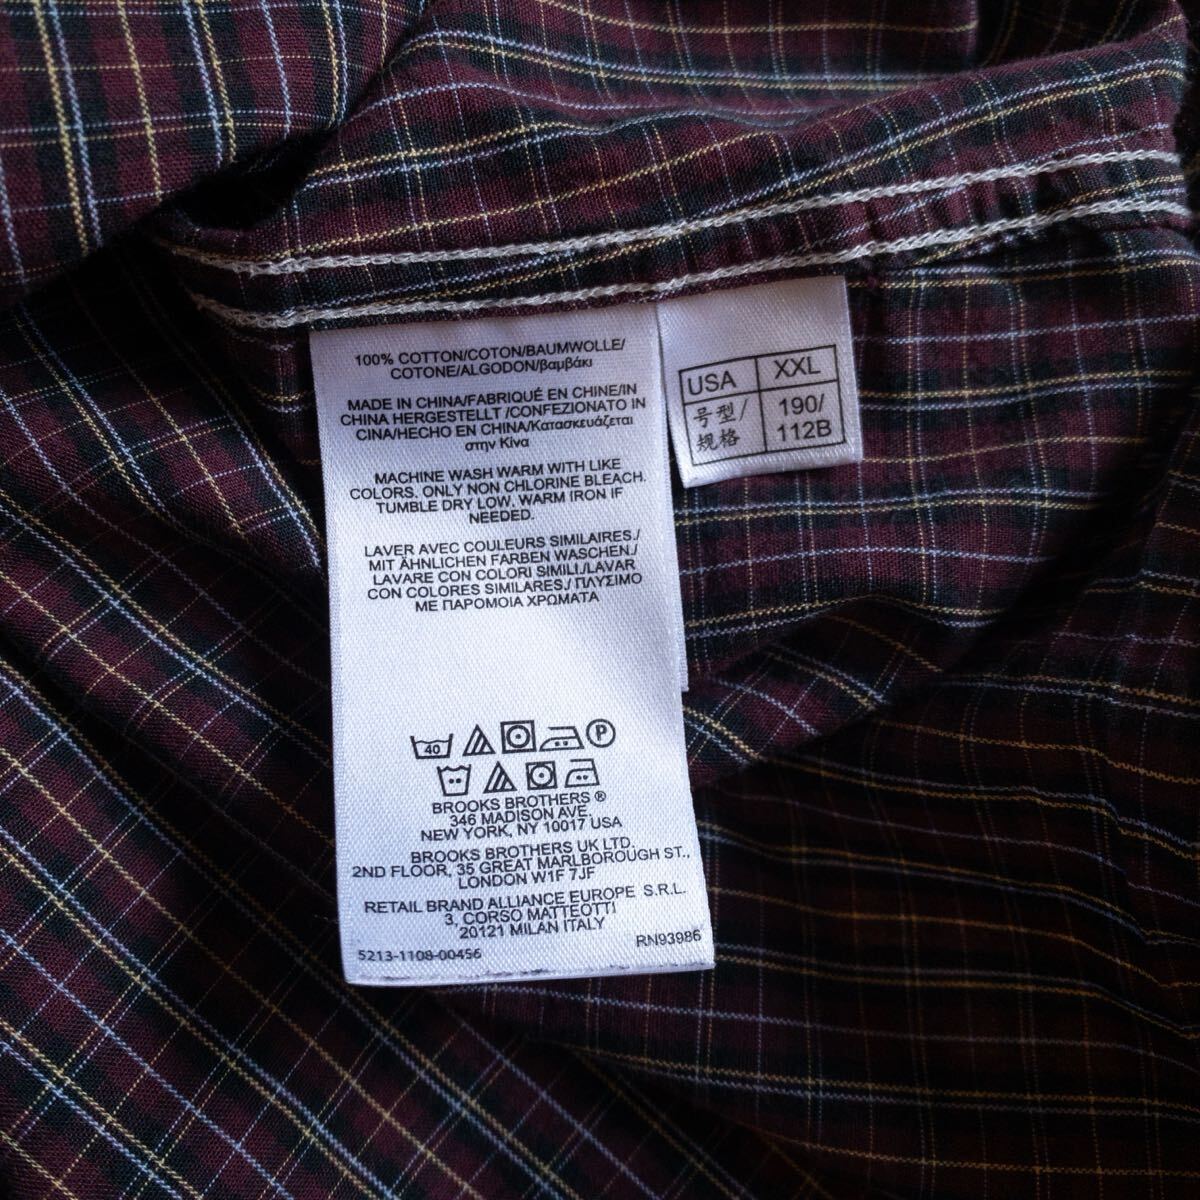 100% COTTON/COTON/BAUMWOLLE/
COTONE/ALGODON/βαμβάκι
MADE IN CHINA/FABRIQUÉ EN CHINE/IN
CHINA HERGESTELLT /CONFEZIONATO IN
CINA/HECHO EN CHINA/Κατασκευάζεται
στην Κίνα
MACHINE WASH WARM WITH LIKE
COLORS. ONLY NON CHLORINE BLEACH.
TUMBLE DRY LOW, WARM IRON IF
NEEDED.
LAVER AVEC COULEURS SIMILAIRES./
MIT ÄHNLICHEN FARBEN WASCHEN./
LAVARE CON COLORI SIMILI./LAVAR
CON COLORES SIMILARES./ ΠΛΥΣΙΜΟ
ΜΕ ΠΑΡΟΜΟΙΑ ΧΡΩΜΑΤΑ
40 P
BROOKS BROTHERS ®
346 MADISON AVE.
NEW YORK, NY 10017 USA
BROOKS BROTHERS UK LTD.
2ND FLOOR, 35 GREAT MARLBOROUGH ST.,
LONDON W1F 7JF
RETAIL BRAND ALLIANCE EUROPE S.R.L.
3, CORSO MATTEOTTI
20121 MILAN ITALY
5213-1108-00456 RN93986
USA XXL
号型/ 190/
规格 112B